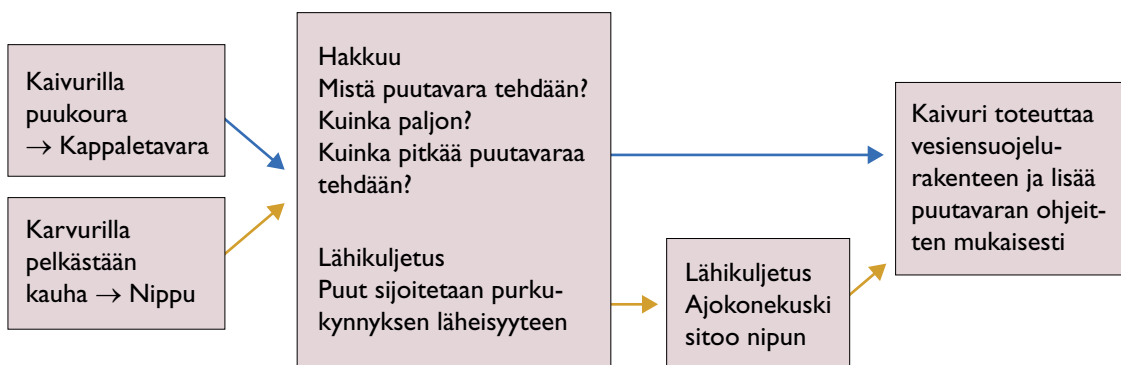 Kaivurilla
puukoura
→ Kappaletavara
Karvurilla
pelkästään
kauha → Nippu
Hakkuu
Mistä puutavara tehdään?
Kuinka paljon?
Kuinka pitkää puutavaraa
tehdään?
Lähikuljetus
Puut sijoitetaan purku-
kynnyksen läheisyyteen
Lähikuljetus
Ajokonekuski
sitoo nipun
Kaivuri toteuttaa
vesiensuojelu-
rakenteen ja lisää
puutavaran ohjeit-
ten mukaisesti